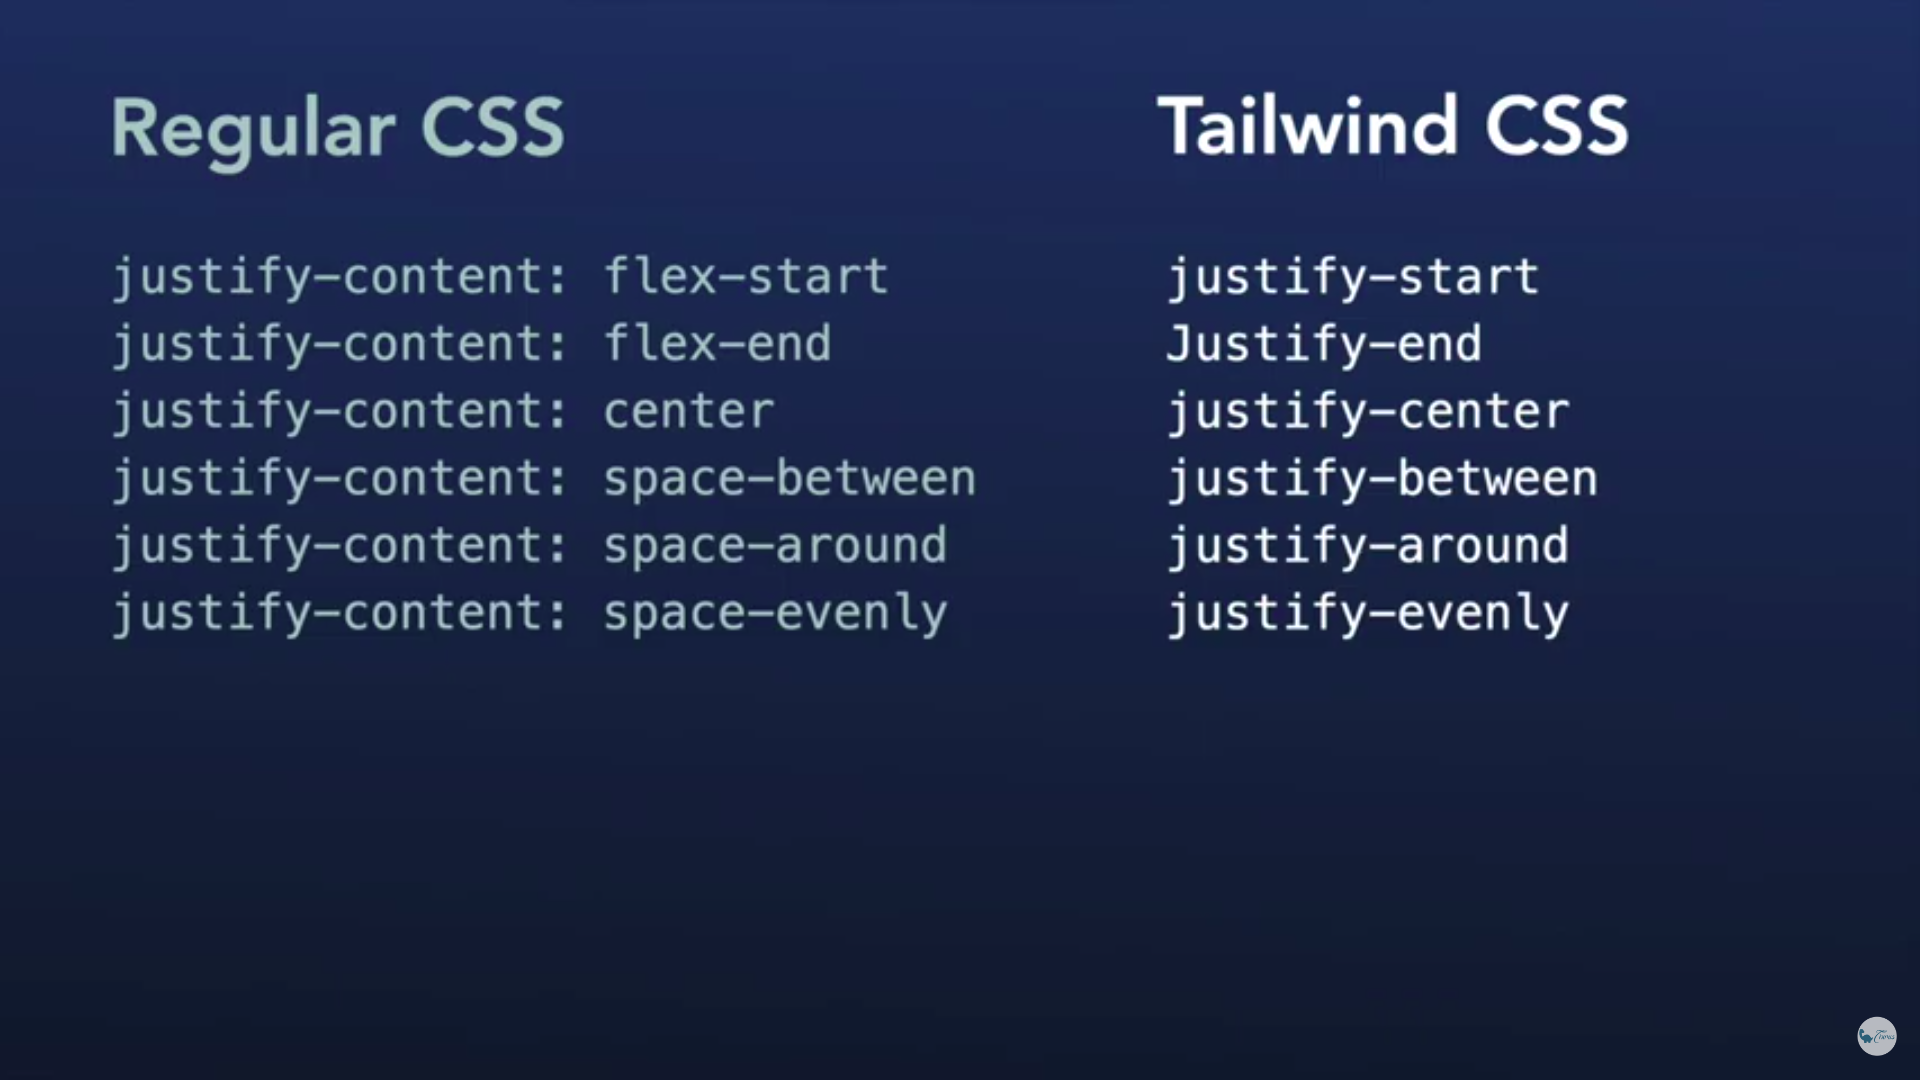 Regular CSS
Tailwind CSS
justify-content: flex-start
justify-start
justify-content: flex-end
Justify-end
justify-content: center
justify-center
justify-content: space-between
justify-between
justify-content: space-around
justify-around
justify-content: space-evenly
justify-evenly